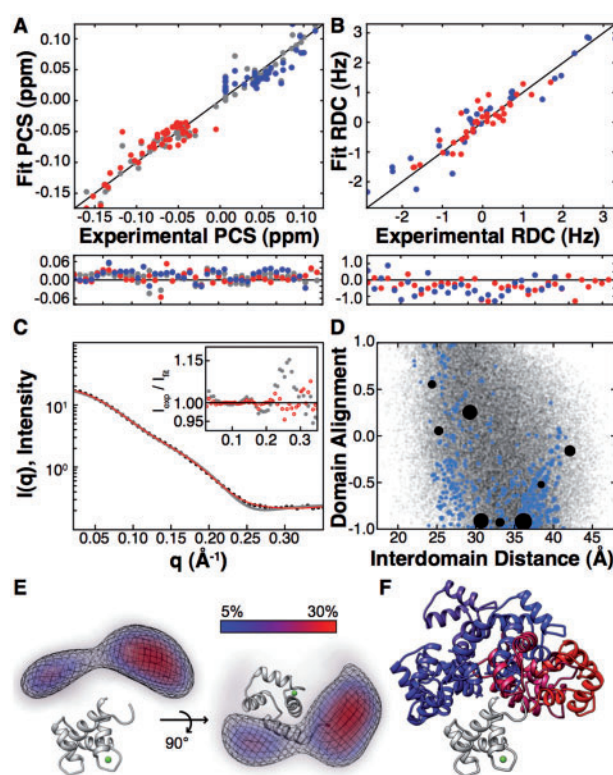 A
Fit PCS (ppm)
0.10
0.05
0.00
-0.05
-0.10
-0.15
-0.15 -0.10 -0.05 0.00 0.05 0.10
Experimental PCS (ppm)
0.06
0.00
-0.06
B
Fit RDC (Hz)
3
2
1
0
-1
-2
-2 -1 0 1 2 3
Experimental RDC (Hz)
1.0
0.0
-1.0
C
I(q), Intensity
10¹
10⁰
0.05 0.10 0.15 0.20 0.25 0.30
q (Å⁻¹)
I exp / I fit
1.15
1.00
0.95
0.1 0.2 0.3
D
Domain Alignment
1.0
0.5
0.0
-0.5
-1.0
20 25 30 35 40 45
Interdomain Distance (Å)
E
5% 30%
90°
F